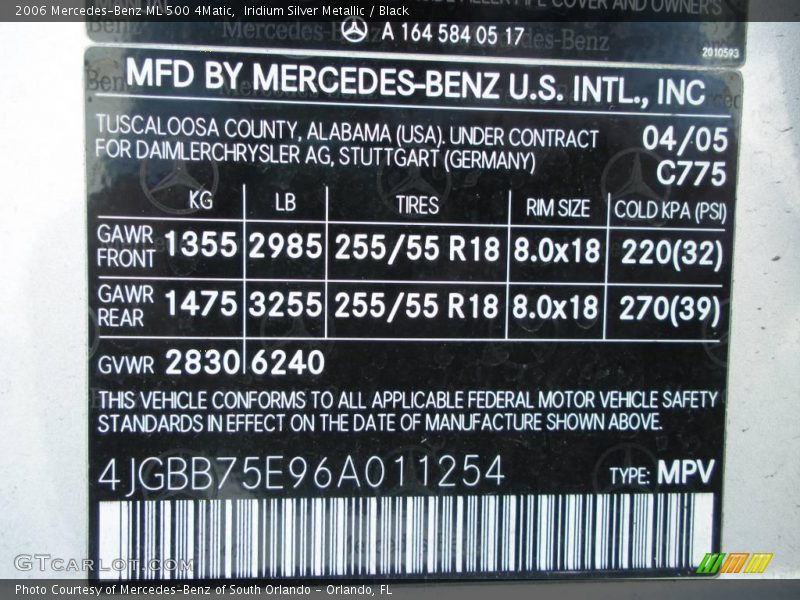 2006 Mercedes-Benz ML 500 4Matic, Iridium Silver Metallic / Black
COVER AND OWNER'S
A 164 584 05 17
2010593
MFD BY MERCEDES-BENZ U.S. INTL., INC
TUSCALOOSA COUNTY, ALABAMA (USA). UNDER CONTRACT 04/05
FOR DAIMLERCHRYSLER AG, STUTTGART (GERMANY) C775
KG LB TIRES RIM SIZE COLD KPA (PSI)
GAWR FRONT 1355 2985 255/55 R18 8.0x18 220(32)
GAWR REAR 1475 3255 255/55 R18 8.0x18 270(39)
GVWR 2830 6240
THIS VEHICLE CONFORMS TO ALL APPLICABLE FEDERAL MOTOR VEHICLE SAFETY
STANDARDS IN EFFECT ON THE DATE OF MANUFACTURE SHOWN ABOVE.
4JGBB75E96A011254 TYPE: MPV
GTCARLOT.COM
Photo Courtesy of Mercedes-Benz of South Orlando - Orlando, FL